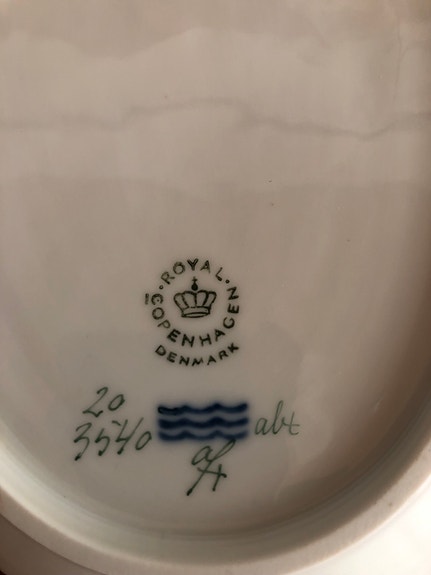 ROYAL
COPENHAGEN
DENMARK
20
3540 abt